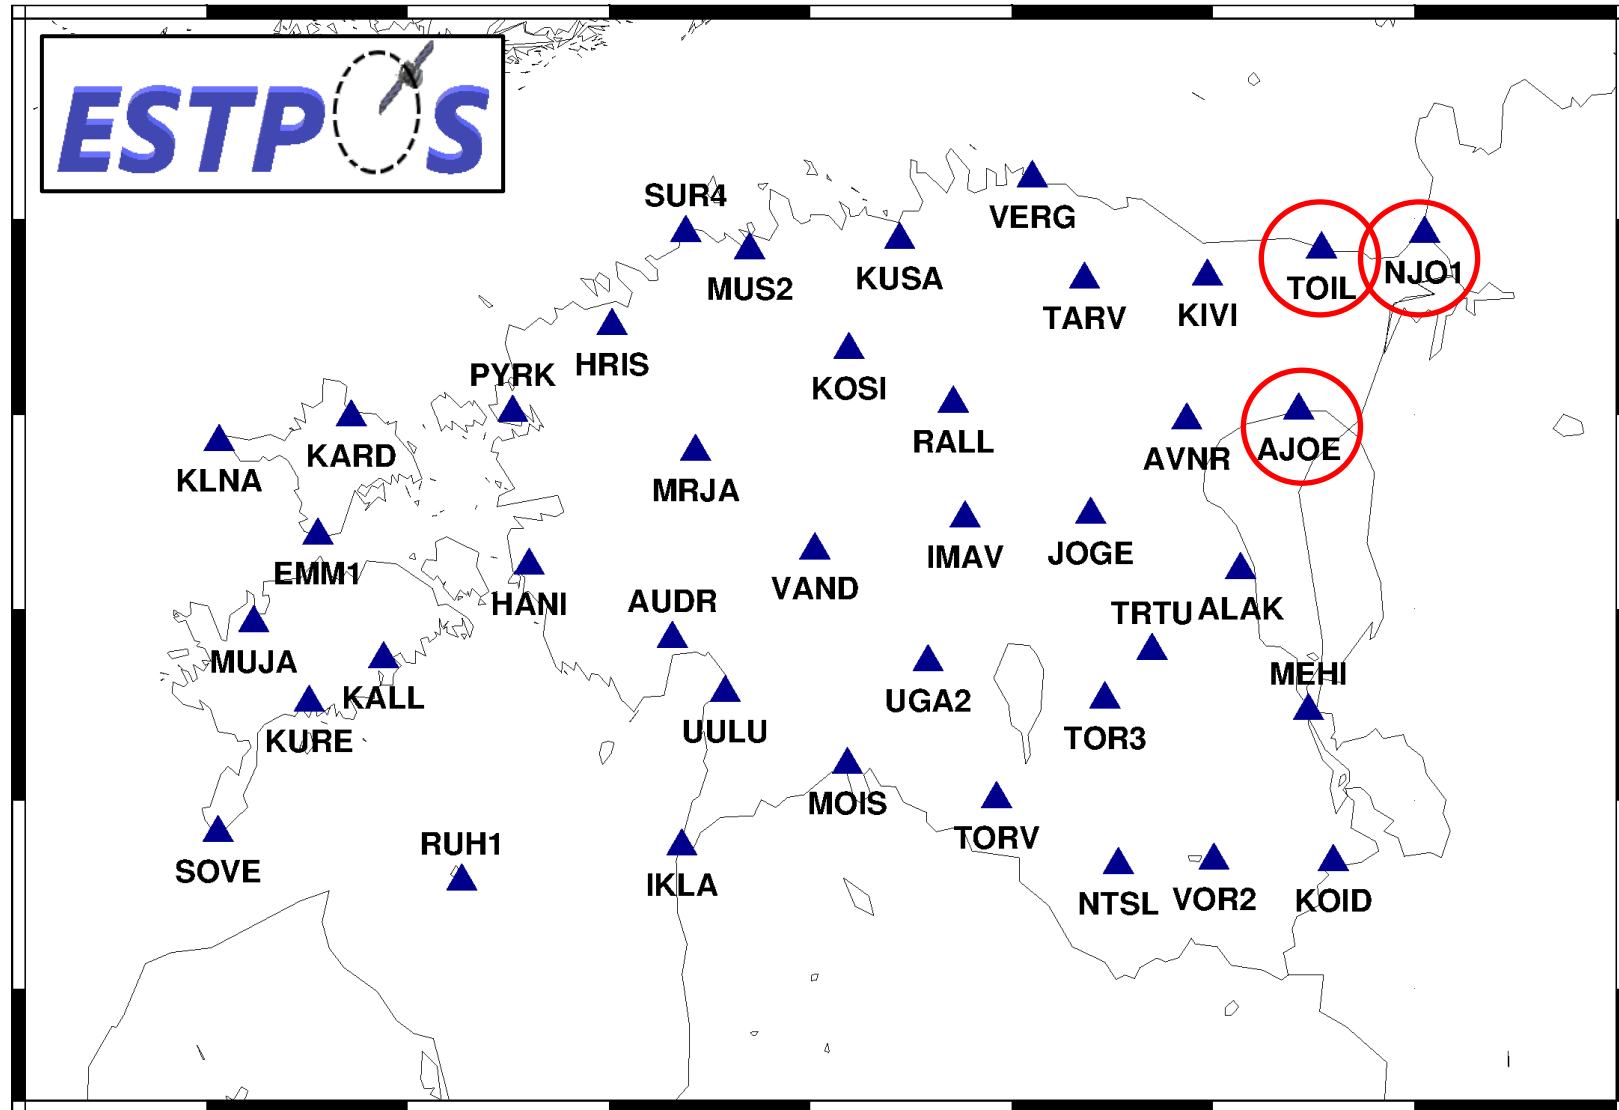 ESTPOS
SUR4
VERG
MUS2
KUSA
TOIL
NJO1
TARV
KIVI
HRIS
PYRK
KOSI
RALL
KARD
AVNR
AJOE
KLNA
MRJA
IMAV
JOGE
EMM1
VAND
HANI
AUDR
TRTU
ALAK
MUJA
MEHI
KALL
UGA2
KURE
UULU
TOR3
MOIS
TORV
RUH1
SOVE
IKLA
NTSL
VOR2
KOID